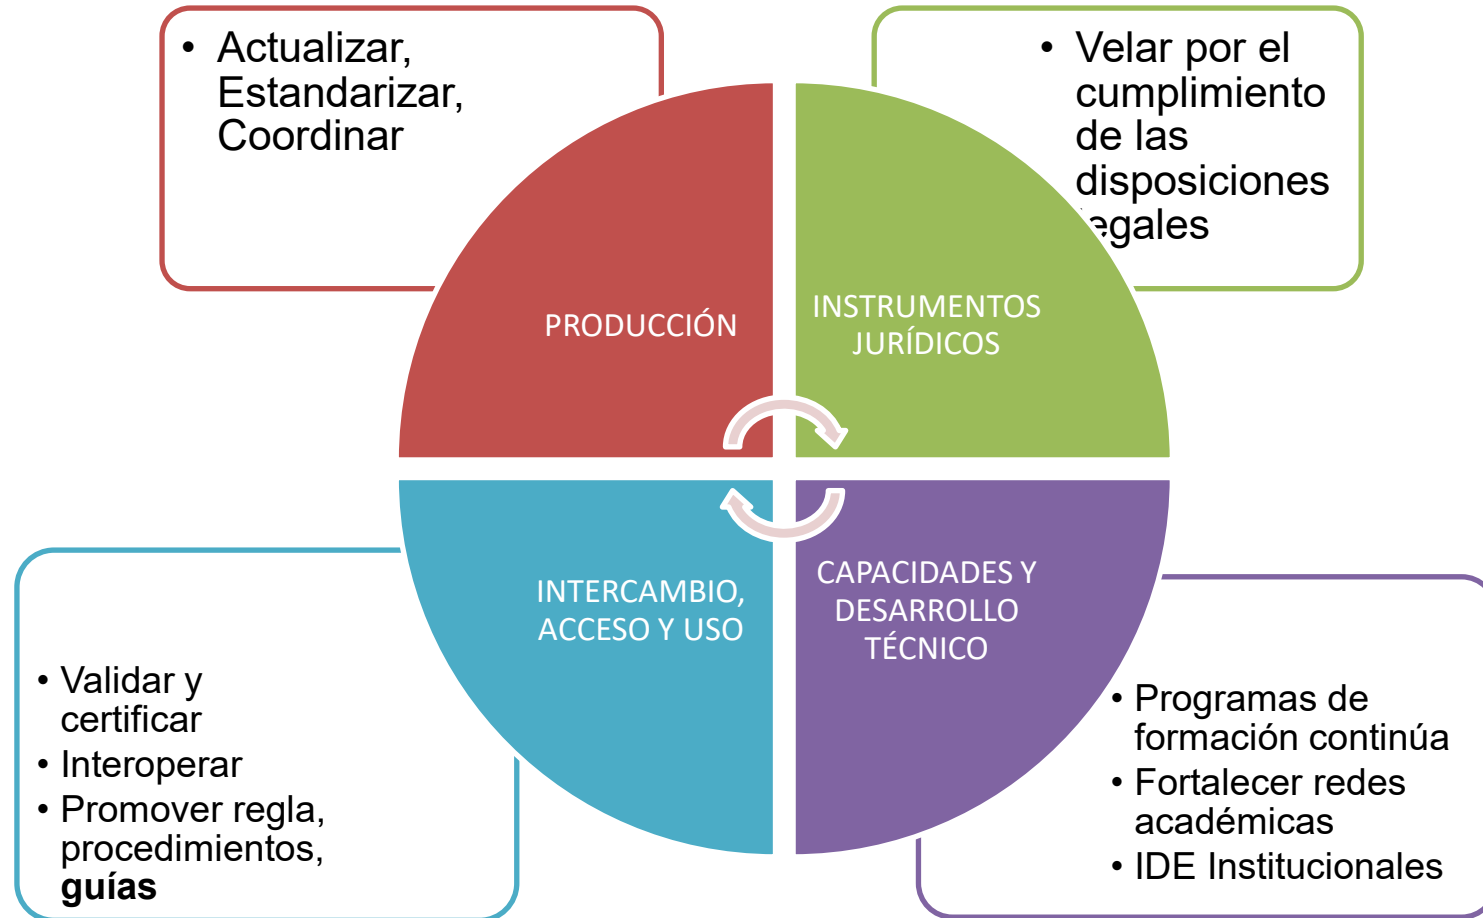 • Actualizar,
Estandarizar,
Coordinar
• Velar por el
cumplimiento
de las
disposiciones
legales
PRODUCCIÓN
INSTRUMENTOS
JURÍDICOS
INTERCAMBIO,
ACCESO Y USO
CAPACIDADES Y
DESARROLLO
TÉCNICO
• Validar y
certificar
• Interoperar
• Promover regla,
procedimientos,
guías
• Programas de
formación continúa
• Fortalecer redes
académicas
• IDE Institucionales